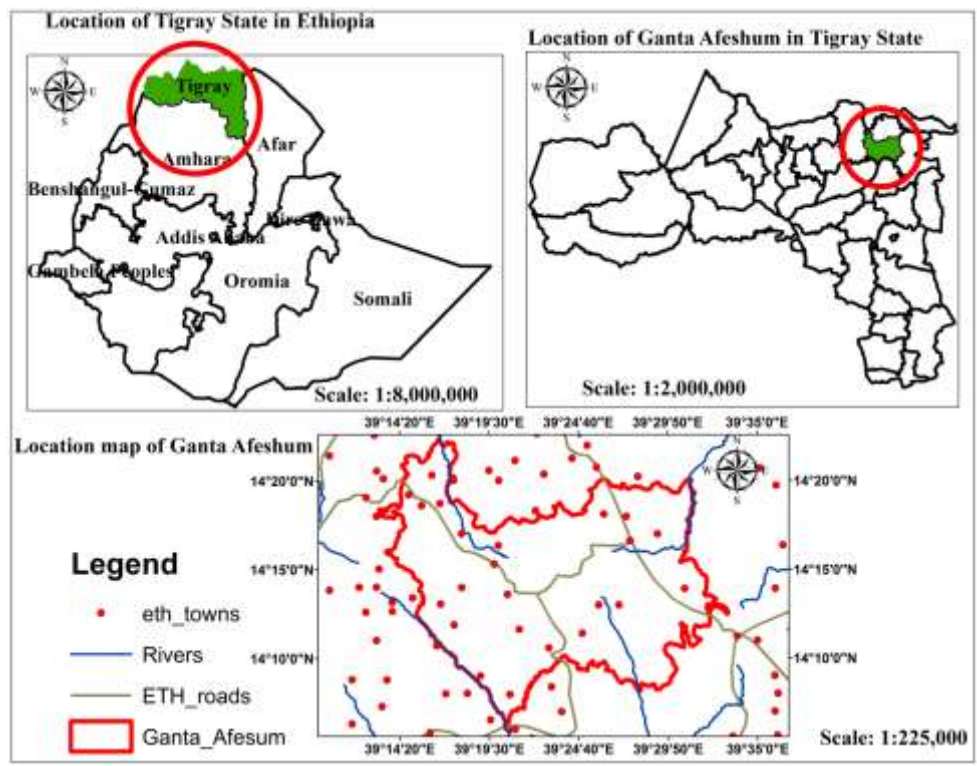 Location of Tigray State in Ethiopia
N
W E
S
Tigray
Afar
Amhara
Benshangul-Gumaz
Dire Dawa
Addis Ababa
Gambela Peoples
Oromia
Somali
Scale: 1:8,000,000
Location of Ganta Afeshum in Tigray State
N
W E
S
Scale: 1:2,000,000
Location map of Ganta Afeshum
39°14'20"E 39°19'30"E 39°24'40"E 39°29'50"E 39°35'0"E
N
W E
S
14°20'0"N 14°20'0"N
14°15'0"N 14°15'0"N
14°10'0"N 14°10'0"N
39°14'20"E 39°19'30"E 39°24'40"E 39°29'50"E 39°35'0"E
Legend
eth_towns
Rivers
ETH_roads
Ganta_Afesum
Scale: 1:225,000